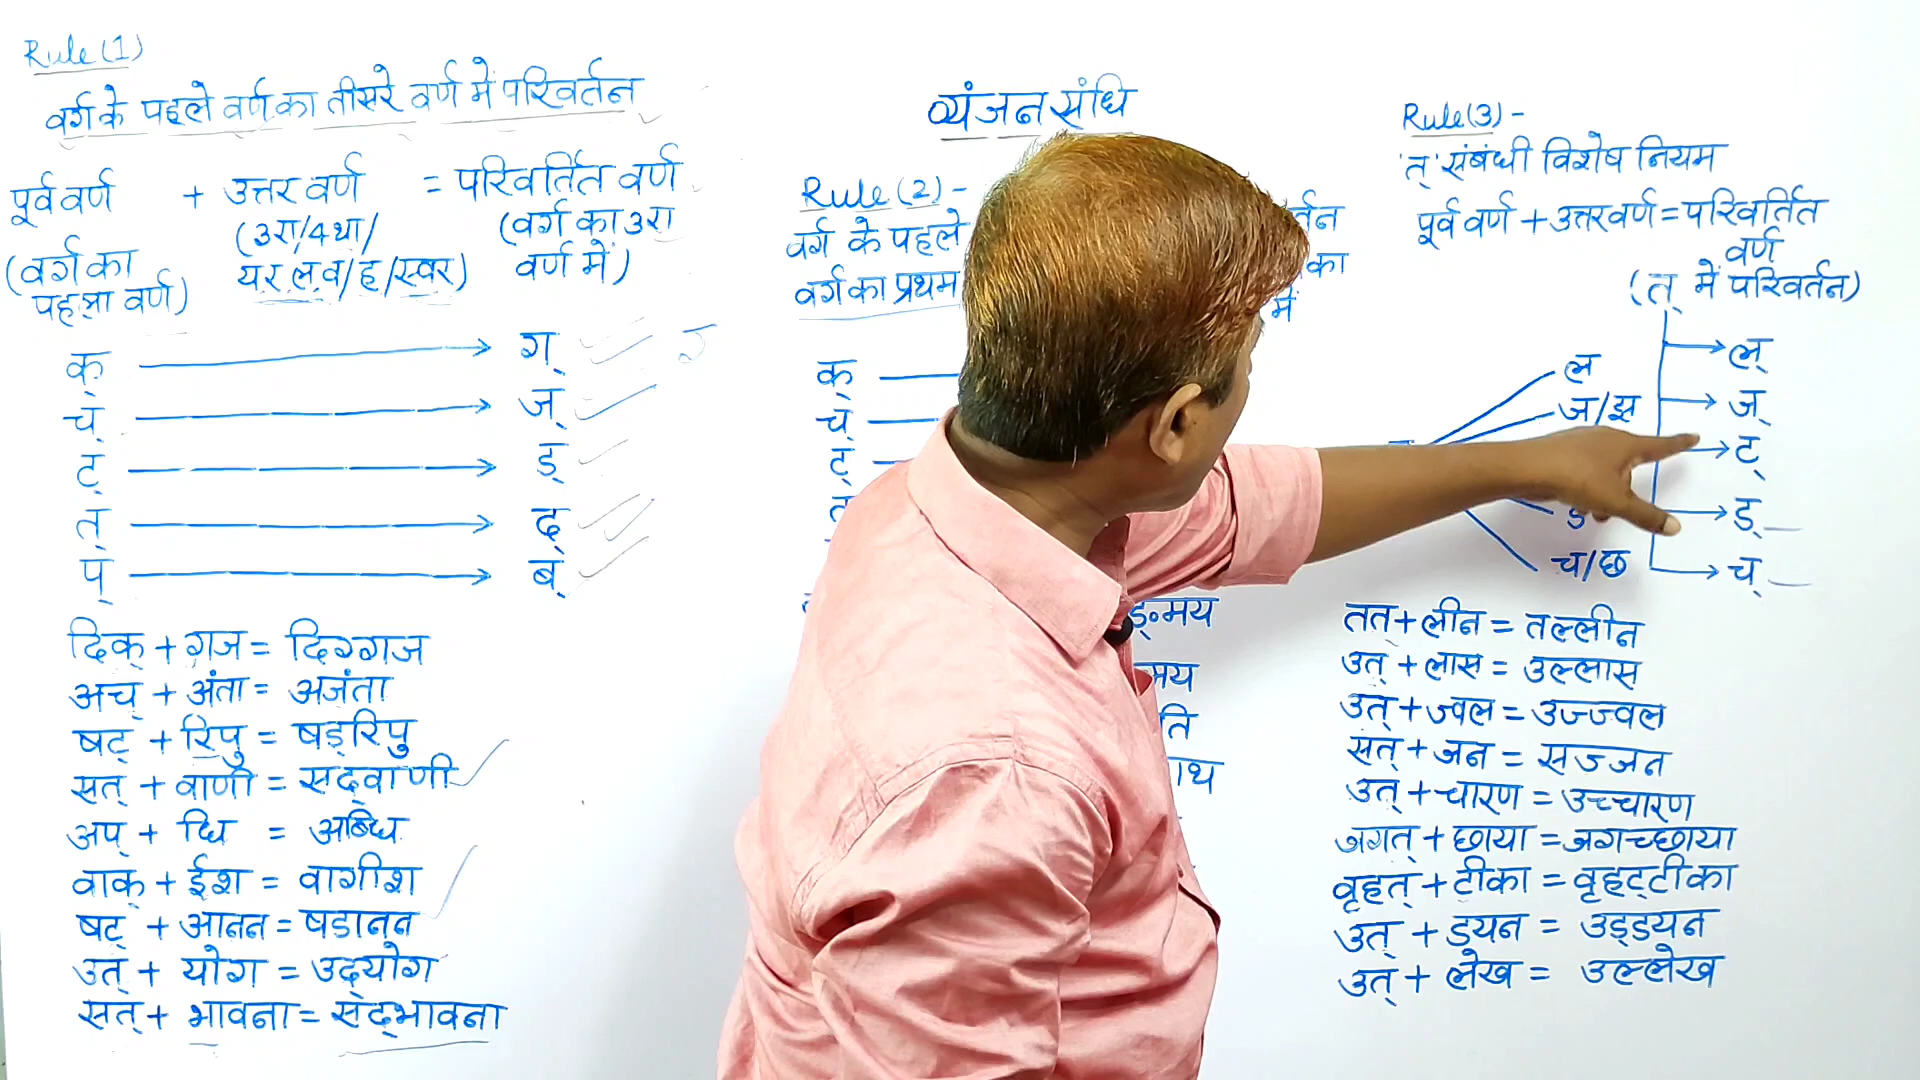 Rule (1)
वर्ग के पहले वर्ण का तीसरे वर्ण में परिवर्तन
पूर्व वर्ण + उत्तर वर्ण = परिवर्तित वर्ण
(वर्ग का पहला वर्ण) (3रा/4था/ य र ल व/ह/स्वर) (वर्ग का 3रा वर्ण में)
क् ग्
च् ज्
ट् ड्
त् द्
प् ब्
दिक् + गज = दिग्गज
अच् + अंता = अजंता
षट् + रिपु = षड्रिपु
सत् + वाणी = सद्वाणी
अप् + धि = अब्धि
वाक् + ईश = वागीश
षट् + आनन = षडानन
उत् + योग = उद्योग
सत् + भावना = सद्भावना
व्यंजन संधि
Rule (2) -
वर्ग के पहले
वर्ग का प्रथम का
में
क्
च्
ट्
मय
Rule (3) -
'त्' संबंधी विशेष नियम
पूर्व वर्ण + उत्तर वर्ण = परिवर्तित
वर्ण
(त् में परिवर्तन)
ल ल्
ज/झ ज्
ट्
ड ड्
च/छ च्
तत् + लीन = तल्लीन
उत् + लास = उल्लास
उत् + ज्वल = उज्ज्वल
सत् + जन = सज्जन
उत् + चारण = उच्चारण
जगत् + छाया = जगच्छाया
वृहत् + टीका = वृहट्टीका
उत् + डयन = उड्डयन
उत् + लेख = उल्लेख